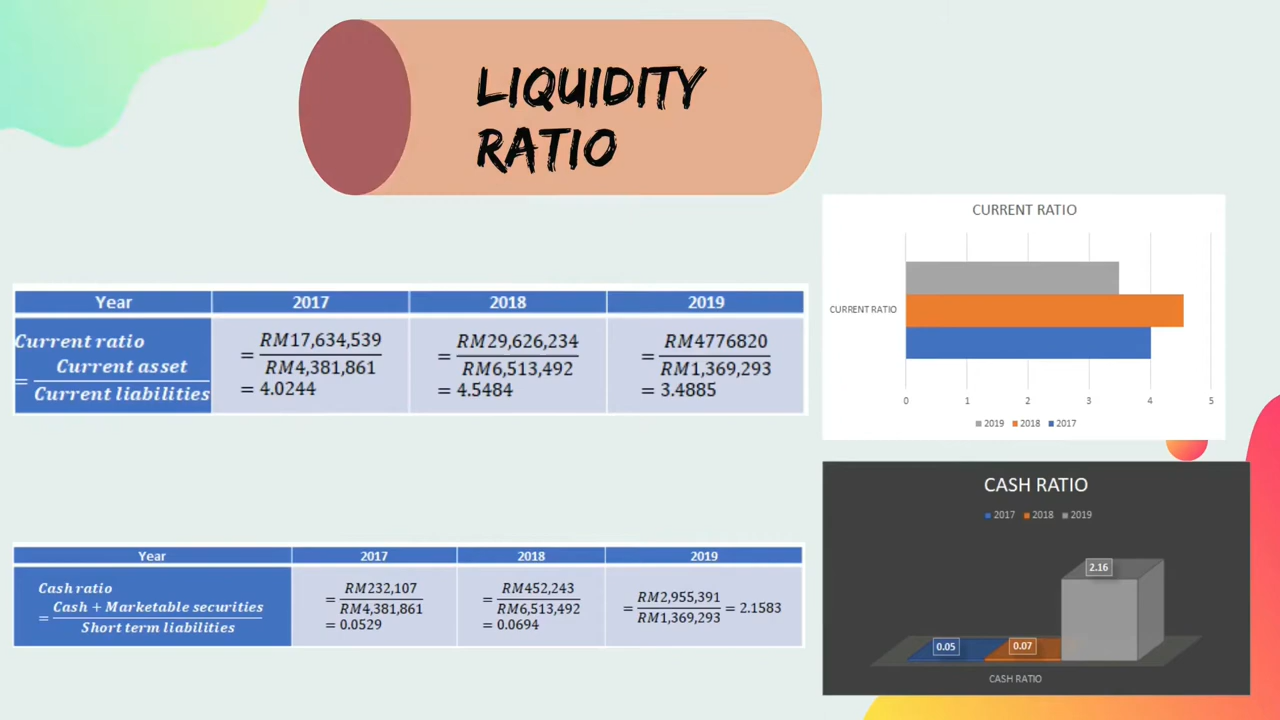 LIQUIDITY
RATIO
Year 2017 2018 2019
Current ratio
= Current asset
Current liabilities
= RM17,634,539
RM4,381,861
= 4.0244
= RM29,626,234
RM6,513,492
= 4.5484
= RM4776820
RM1,369,293
= 3.4885
CURRENT RATIO
CURRENT RATIO
0 1 2 3 4 5
2019 2018 2017
Year 2017 2018 2019
Cash ratio
= Cash + Marketable securities
Short term liabilities
= RM232,107
RM4,381,861
= 0.0529
= RM452,243
RM6,513,492
= 0.0694
= RM2,955,391
RM1,369,293
= 2.1583
CASH RATIO
2017 2018 2019
2.16
0.05 0.07
CASH RATIO